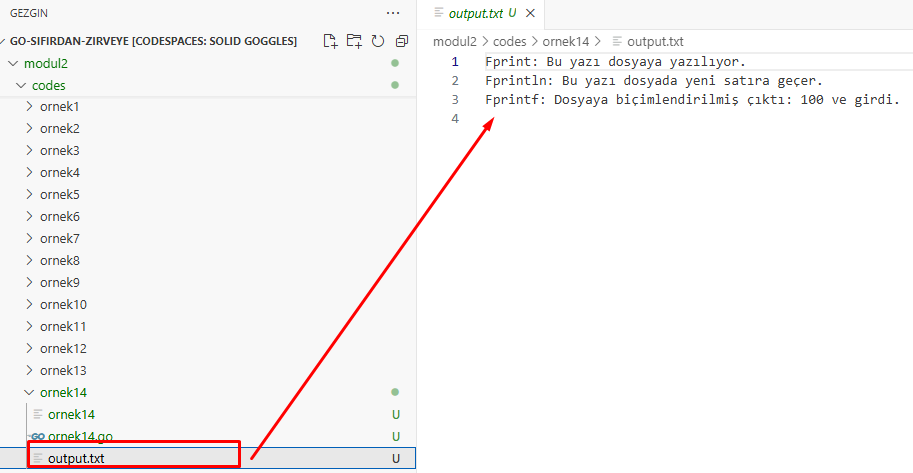 GEZGIN ...
GO-SIFIRDAN-ZIRVEYE [CODESPACES: SOLID GOGGLES]
modul2
codes
ornek1
ornek2
ornek3
ornek4
ornek5
ornek6
ornek7
ornek8
ornek9
ornek10
ornek11
ornek12
ornek13
ornek14
ornek14 U
GO ornek14.go U
output.txt U
output.txt U
modul2 > codes > ornek14 > output.txt
1 Fprint: Bu yazı dosyaya yazılıyor.
2 Fprintln: Bu yazı dosyada yeni satıra geçer.
3 Fprintf: Dosyaya biçimlendirilmiş çıktı: 100 ve girdi.
4